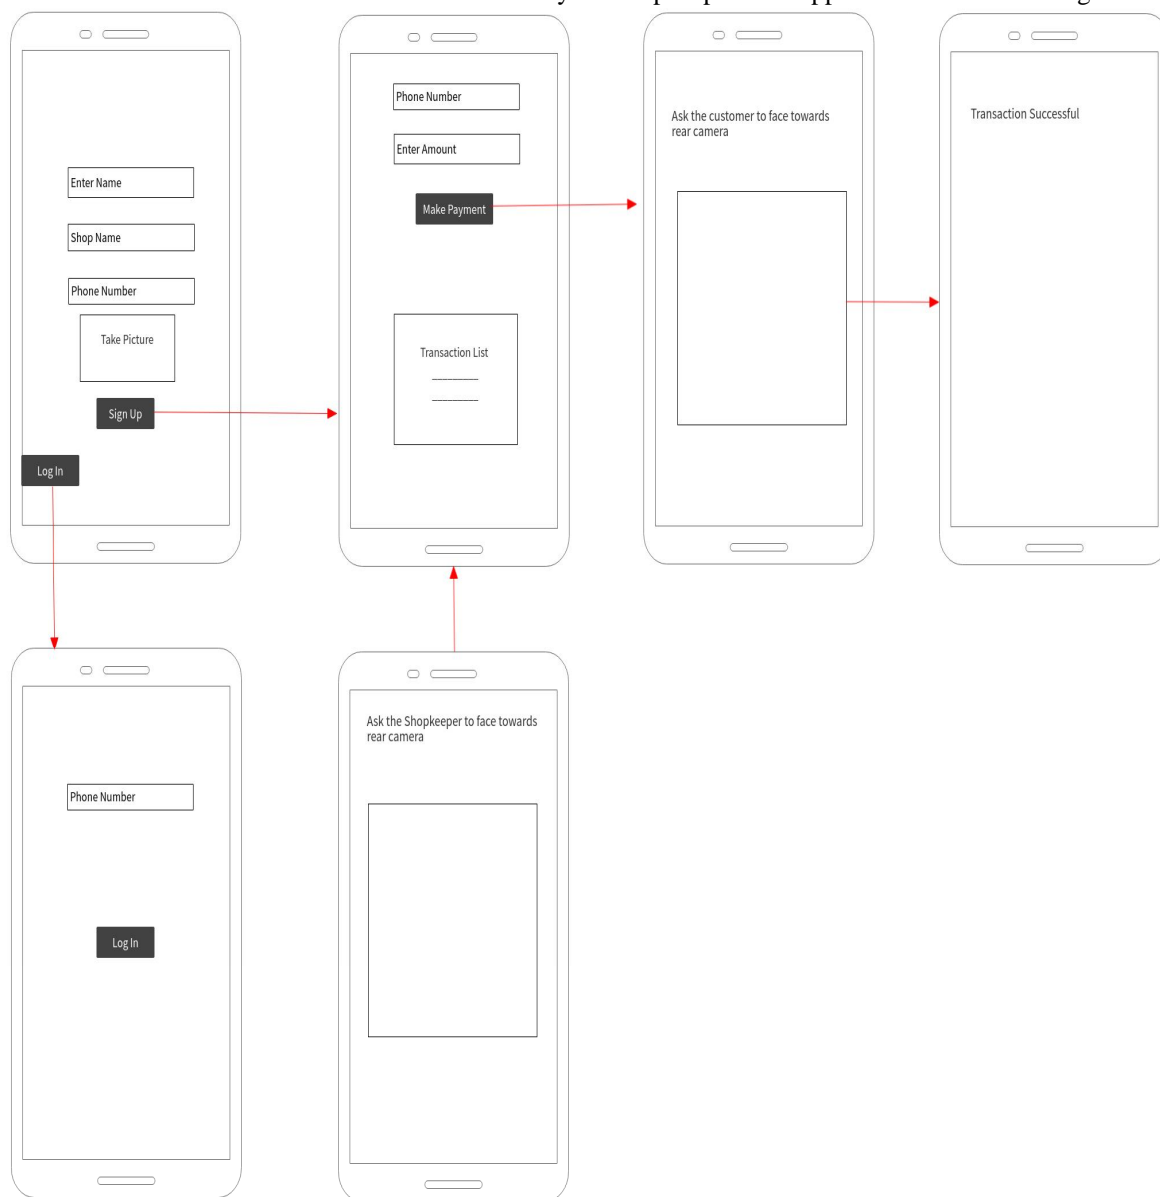 Enter Name
Shop Name
Phone Number
Take Picture
Sign Up
Log In
Phone Number
Enter Amount
Make Payment
Transaction List
Ask the customer to face towards
rear camera
Transaction Successful
Phone Number
Log In
Ask the Shopkeeper to face towards
rear camera